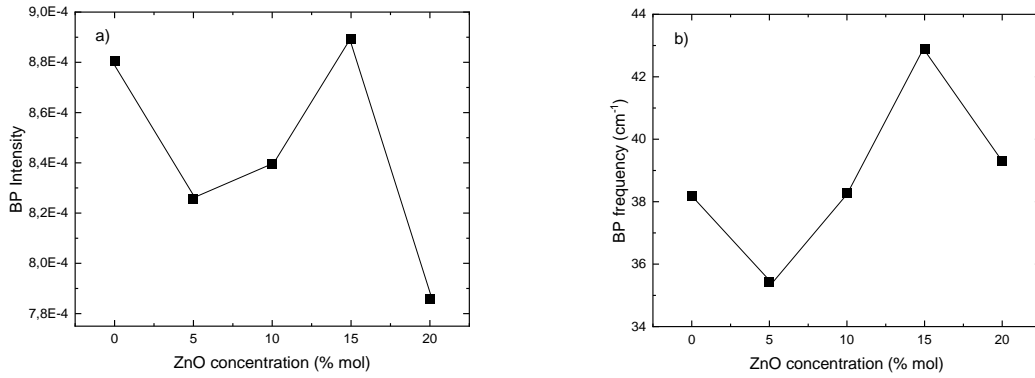 a)
9,0E-4
8,8E-4
8,6E-4
8,4E-4
8,2E-4
8,0E-4
7,8E-4
BP Intensity
0 5 10 15 20
ZnO concentration (% mol)
b)
44
42
40
38
36
34
BP frequency (cm⁻¹)
0 5 10 15 20
ZnO concentration (% mol)